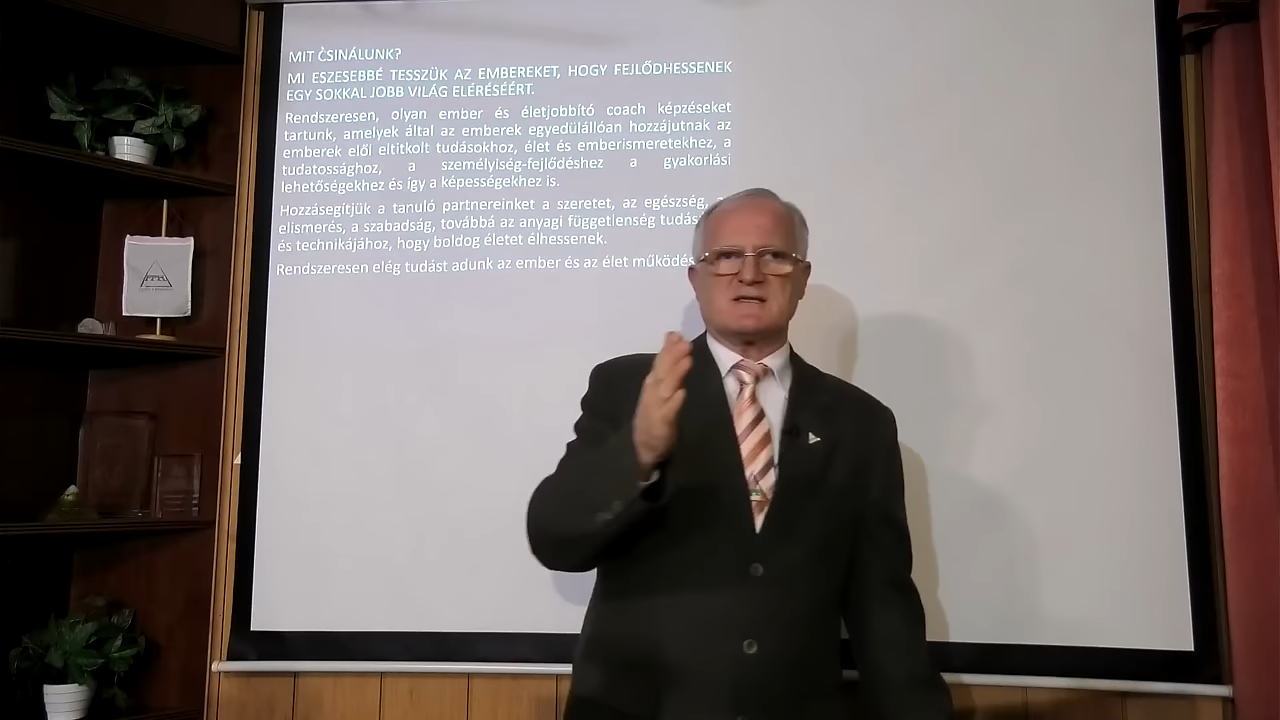 MIT CSINÁLUNK?
MI ESZESEBBÉ TESSZÜK AZ EMBEREKET, HOGY FEJLŐDHESSENEK
EGY SOKKAL JOBB VILÁG ELÉRÉSÉÉRT.
Rendszeresen, olyan ember és életjobbító coach képzéseket
tartunk, amelyek által az emberek egyedülállóan hozzájutnak az
emberek elől eltitkolt tudásokhoz, élet és emberismeretekhez, a
tudatossághoz, a személyiség-fejlődéshez a gyakorlási
lehetőségekhez és így a képességekhez is.
Hozzásegítjük a tanuló partnereinket a szeretet, az egészség,
elismerés, a szabadság, továbbá az anyagi függetlenség
és technikájához, hogy boldog életet élhessenek.
Rendszeresen elég tudást adunk az ember és az élet